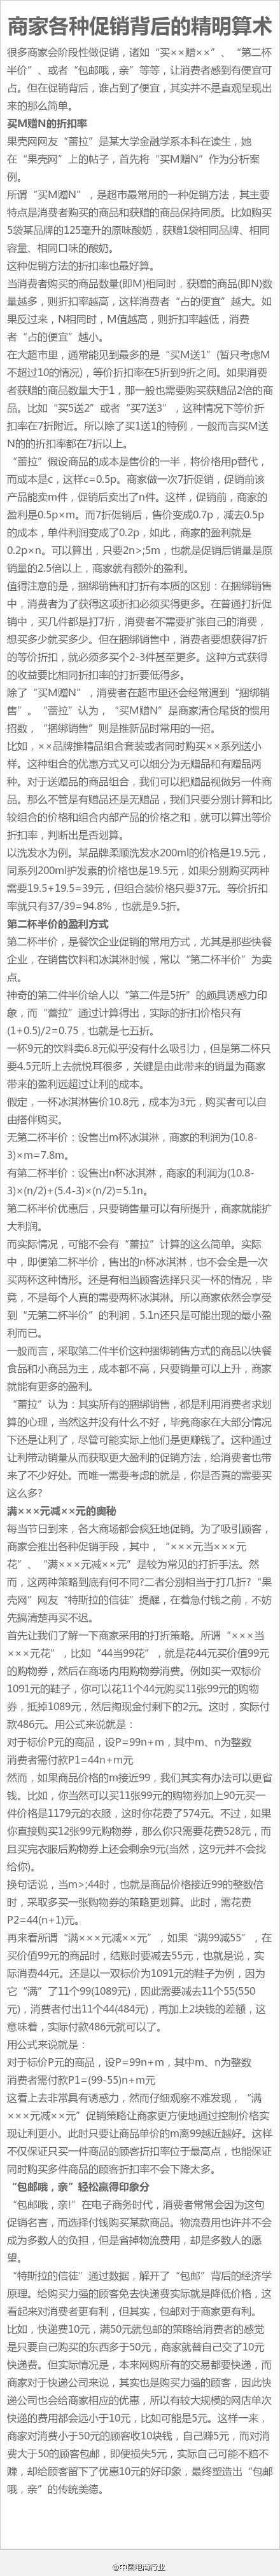 商家各种促销背后的精明算术
很多商家会阶段性做促销，诸如“买××赠××”、“第二杯
半价”、或者“包邮哦，亲”等等，让消费者感到有便宜可
占。但在促销背后，谁占到了便宜，其实并不是直观呈现出
来的那么简单。
买M赠N的折扣率
果壳网网友“蕾拉”是某大学金融学系本科在读生，她
在“果壳网”上的帖子，首先将“买M赠N”作为分析案
例。
所谓“买M赠N”，是超市最常用的一种促销方法，其主要
特点是消费者购买的商品和获赠的商品保持同质。比如购买
5袋某品牌的125毫升的原味酸奶，获赠1袋相同品牌、相同
容量、相同口味的酸奶。
这种促销方法的折扣率也最好算。
当消费者购买的商品数量(即M)相同时，获赠的商品(即N)数
量越多，则折扣率越高，这样消费者“占的便宜”越大。如
果反过来，N相同时，M值越高，则折扣率越低，消费
者“占的便宜”越小。
在大超市里，通常能见到最多的是“买M送1”(暂只考虑M
不超过10的情况)，等价折扣率在5折到9折之间。如果消费
者获赠的商品数量大于1，那一般也需要购买获赠品2倍的商
品。比如“买5送2”或者“买7送3”，这种情况下等价折
扣率在7折附近。所以除了买1送1的特例，一般而言买M送
N的的折扣率都在7折以上。
“蕾拉”假设商品的成本是售价的一半，将价格用p替代，
而成本是c，这样c=0.5p。商家做一次7折促销，促销前该
产品能卖m件，促销后卖出了n件。这样，促销前，商家的
盈利是0.5p×m。而7折促销后，售价变成0.7p，减去0.5p
的成本，单件利润变成了0.2p，如此，商家的盈利就是
0.2p×n。可以算出，只要2n>;5m，也就是促销后销量是原
销量的2.5倍以上，商家就有额外的盈利。
值得注意的是，捆绑销售和打折有本质的区别：在捆绑销售
中，消费者为了获得这项折扣必须买得更多。在普通打折促
销中，买几件都是打7折，消费者不需要扩张自己的消费，
想买多少就买多少。但在捆绑销售中，消费者要想获得7折
的等价折扣，就必须多买个2-3件甚至更多。这种方式获得
的收益要比相同折扣率的打折要低得多。
除了“买M赠N”，消费者在超市里还会经常遇到“捆绑销
售”。“蕾拉”认为，“买M赠N”是商家清仓尾货的惯用
招数，“捆绑销售”则是推新品时常用的一招。
比如，××品牌推精品组合套装或者同时购买××系列送小
样。这种组合的优惠方式又可以细分为无赠品和有赠品两
种。对于送赠品的商品组合，我们可以把赠品视做另一件商
品。那么不管是有赠品还是无赠品，我们只要分别计算和比
较组合的价格和组合内部产品的价格之和，就可以算出等价
折扣率，判断出是否划算。
以洗发水为例。某品牌柔顺洗发水200ml的价格是19.5元，
同系列200ml护发素的价格也是19.5元，如果分别购买两种
需要19.5+19.5=39元，但组合装价格只要37元。等价折扣
率就只有37/39=94.8%，也就是9.5折。
第二杯半价的盈利方式
第二杯半价，是餐饮企业促销的常用方式，尤其是那些快餐
企业，在销售饮料和冰淇淋时候，常以“第二杯半价”为卖
点。
神奇的第二件半价给人以“第二件是5折”的颇具诱惑力印
象，而“蕾拉”通过计算得出，实际的折扣价格只有
(1+0.5)/2=0.75，也就是七五折。
一杯9元的饮料卖6.8元似乎没有什么吸引力，但是第二杯只
要4.5元听上去就悦耳很多，关键是由此带来的销量为商家
带来的盈利远超过让利的成本。
假定，一杯冰淇淋售价10.8元，成本为3元，购买者可以自
由搭伴购买。
无第二杯半价：设售出m杯冰淇淋，商家的利润为(10.8-
3)×m=7.8m。
有第二杯半价：设售出n杯冰淇淋，商家的利润为(10.8-
3)×(n/2)+(5.4-3)×(n/2)=5.1n。
第二杯半价优惠后，只要销售量可以有所提升，商家就能扩
大利润。
而实际情况，可能不会有“蕾拉”计算的这么简单。实际
中，即便第二杯半价，售出的n杯冰淇淋，也不会全是一次
买两杯这种情形。还是有相当顾客选择只买一杯的情况，毕
竟，不是每个人真的需要两杯冰淇淋。所以商家依然会享受
到“无第二杯半价”的利润，5.1n还只是可能出现的最小盈
利而已。
一般而言，采取第二件半价这种捆绑销售方式的商品以快餐
食品和小商品为主，成本都不高，只要销量可以上升，商家
就能有更多的盈利。
“蕾拉”认为：其实所有的捆绑销售，都是利用消费者求划
算的心理，当然这并没有什么不好，毕竟商家在大部分情况
下还是让利了，尽管可能实际上他们是更赚钱了。这种通过
让利带动销量从而获取更大盈利的促销方法，给消费者也带
来了不少好处。而唯一需要考虑的就是，你是否真的需要买
这么多?
满×××元减××元的奥秘
每当节日到来，各大商场都会疯狂地促销。为了吸引顾客，
商家会推出各种促销手段，其中，“×××元当×××元
花”、“满×××元减××元”是较为常见的打折手法。然
而，这两种策略到底有何不同?二者分别相当于打几折?“果
壳网”网友“特斯拉的信徒”提醒，在着急付钱之前，不妨
先搞清楚再买不迟。
首先让我们了解一下商家采用的打折策略。所谓“×××当
×××元花”，比如“44当99花”，就是花44元买价值99元
的购物券，然后在商场内用购物券消费。例如买一双标价
1091元的鞋子，你可以花11个44元购买11张99元的购物
券，抵掉1089元，然后掏现金付剩下的2元。这时，实际付
款486元。用公式来说就是：
对于标价P元的商品，设P=99n+m，其中m、n为整数
消费者需付款P1=44n+m元
然而，如果商品价格的m接近99，我们其实有办法可以更省
钱。比如，你当然可以买11张99元的购物券加上90元买一
件价格是1179元的衣服，这时你花费了574元。不过，如果
你直接购买12张99元购物券，那么你只需要花费528元，而
且买完衣服后购物券上还会剩余9元(当然，这9元并不会找
给你)。
换句话说，当m>;44时，也就是商品价格接近99的整数倍
时，采取多买一张购物券的策略更划算。此时，需花费
P2=44(n+1)元。
再来看所谓“满×××元减××元”，如果“满99减55”，在
买价值99元的商品时，结账时要减去55元，也就是说，实
际消费44元。还是以一双标价为1091元的鞋子为例，因为
它“满”了11个99(1089元)，因此需要减去11个55(550
元)，消费者付出11个44(484元)，再加上2块钱的差额，这
意味着，实际付款486元就可以了。
用公式来说就是：
对于标价P元的商品，设P=99n+m，其中m、n为整数
消费者需付款P1=(99-55)n+m元
这看上去非常具有诱惑力，然而仔细观察不难发现，“满
×××元减××元”促销策略让商家更方便地通过控制价格实
现让利更小。此时只要让商品单价的m离99越近越好。这样
不仅保证只买一件商品的顾客折扣率位于最高点，也能保证
同时购买多件商品的顾客折扣率不会下降太多。
“包邮哦，亲”轻松赢得印象分
“包邮哦，亲!”在电子商务时代，消费者常常会因为这句
促销名言，而选择付钱购买某款商品。物流费用也许并不会
成为多数人的负担，但是省掉物流费用，却是多数人的愿
望。
“特斯拉的信徒”通过数据，解开了“包邮”背后的经济学
原理。给购买力强的顾客免去快递费实际就是降低价格，这
看起来对消费者更有利，但其实，包邮对于商家更有利。
比如，快递费10元，满50元就包邮的策略给消费者的感觉
是只要自己购买的东西多于50元，商家就替自己交了10元
快递费。但实际情况是，本来网购所有的交易都要快递，而
商家对于快递公司来说，其实也是购买力强的顾客，因此快
递公司也会给商家相应的优惠，所以有较大规模的网店单次
快递的费用都会远小于10元，比如可能是5元。这样一来，
商家对消费小于50元的顾客收10块钱，自己赚5元，而对消
费大于50的顾客包邮，即便损失5元，实际自己可能不赔不
赚，却给顾客留下了优惠10元的好印象，最终塑造出“包邮
哦，亲”的传统美德。
@中国电商行业